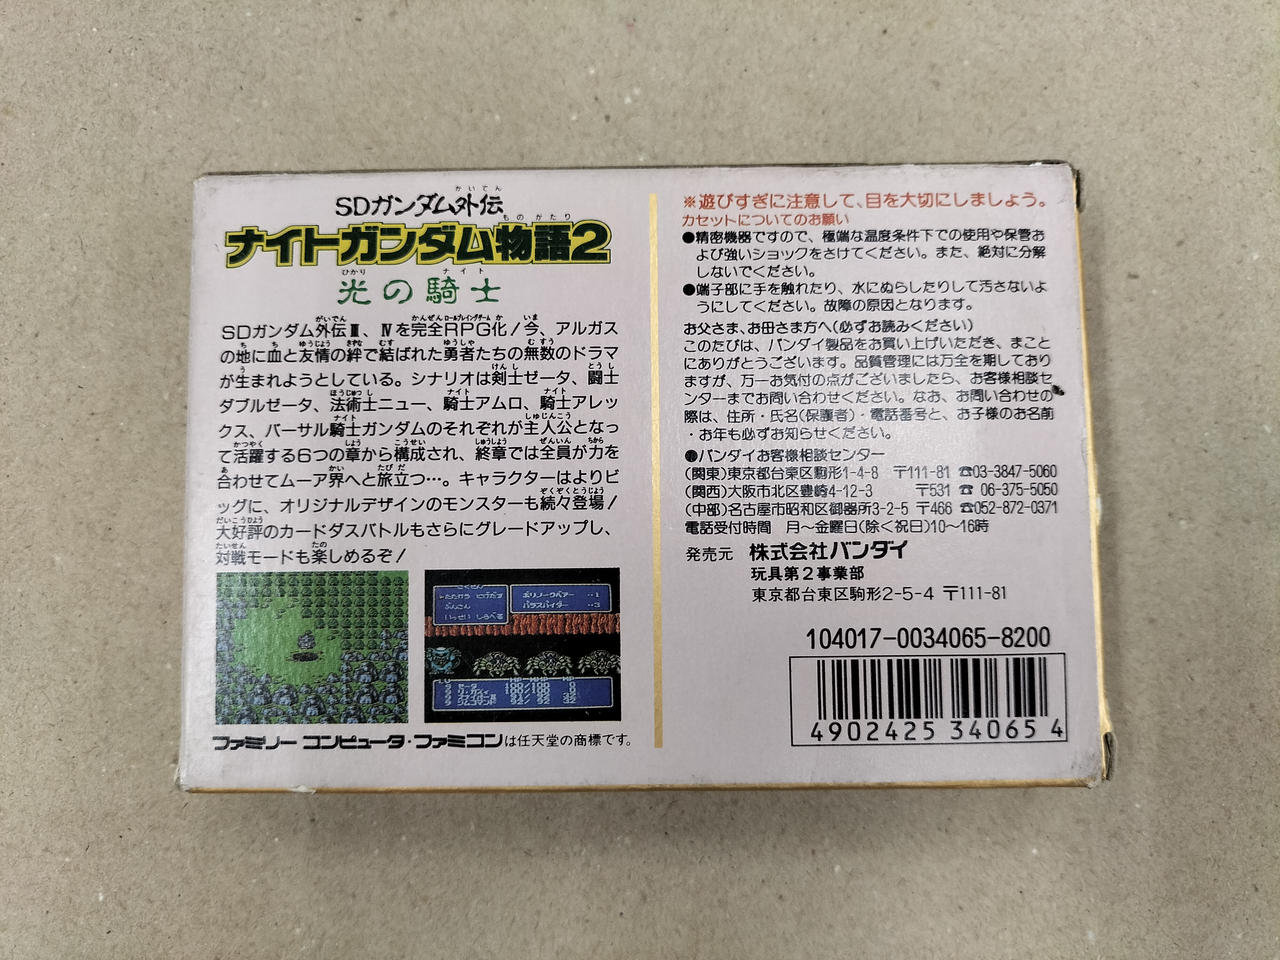 SDガンダム外伝
ナイトガンダム物語2
光の騎士
SDガンダム外伝Ⅲ、Ⅳを完全RPG化!今、アルガス
の地に血と友情の絆で結ばれた勇者たちの無数のドラマ
が生まれようとしている。シナリオは剣士ゼータ、闘士
ダブルゼータ、法術士ニュー、騎士アムロ、騎士アレッ
クス、バーサル騎士ガンダムのそれぞれが主人公となっ
て活躍する6つの章から構成され、終章では全員が力を
合わせてムーア界へと旅立つ…。キャラクターはよりビ
ッグに、オリジナルデザインのモンスターも続々登場!
大好評のカードダスバトルもさらにグレードアップし、
対戦モードも楽しめるぞ!
ファミリーコンピュータ・ファミコンは任天堂の商標です。
※遊びすぎに注意して、目を大切にしましょう。
カセットについてのお願い
●精密機器ですので、極端な温度条件下での使用や保管お
よび強いショックをさけてください。また、絶対に分解
しないでください。
●端子部に手を触れたり、水にぬらしたりして汚さないよ
うにしてください。故障の原因となります。
お父さま、お母さま方へ(必ずお読みください)
このたびは、バンダイ製品をお買い上げいただき、まこと
にありがとうございます。品質管理には万全を期しており
ますが、万一お気付の点がございましたら、お客様相談セ
ンターまでお問い合わせください。なお、お問い合わせの
際は、住所・氏名(保護者)・電話番号と、お子様のお名前
・お年も必ずお知らせください。
●バンダイお客様相談センター
(関東)東京都台東区駒形1-4-8 〒111-81 ☎03-3847-5060
(関西)大阪市北区豊崎4-12-3 〒531 ☎ 06-375-5050
(中部)名古屋市昭和区御器所3-2-5 〒466 ☎052-872-0371
電話受付時間 月〜金曜日(除く祝日)10〜16時
発売元 株式会社バンダイ
玩具第2事業部
東京都台東区駒形2-5-4 〒111-81
104017-0034065-8200
4902425 34065 4